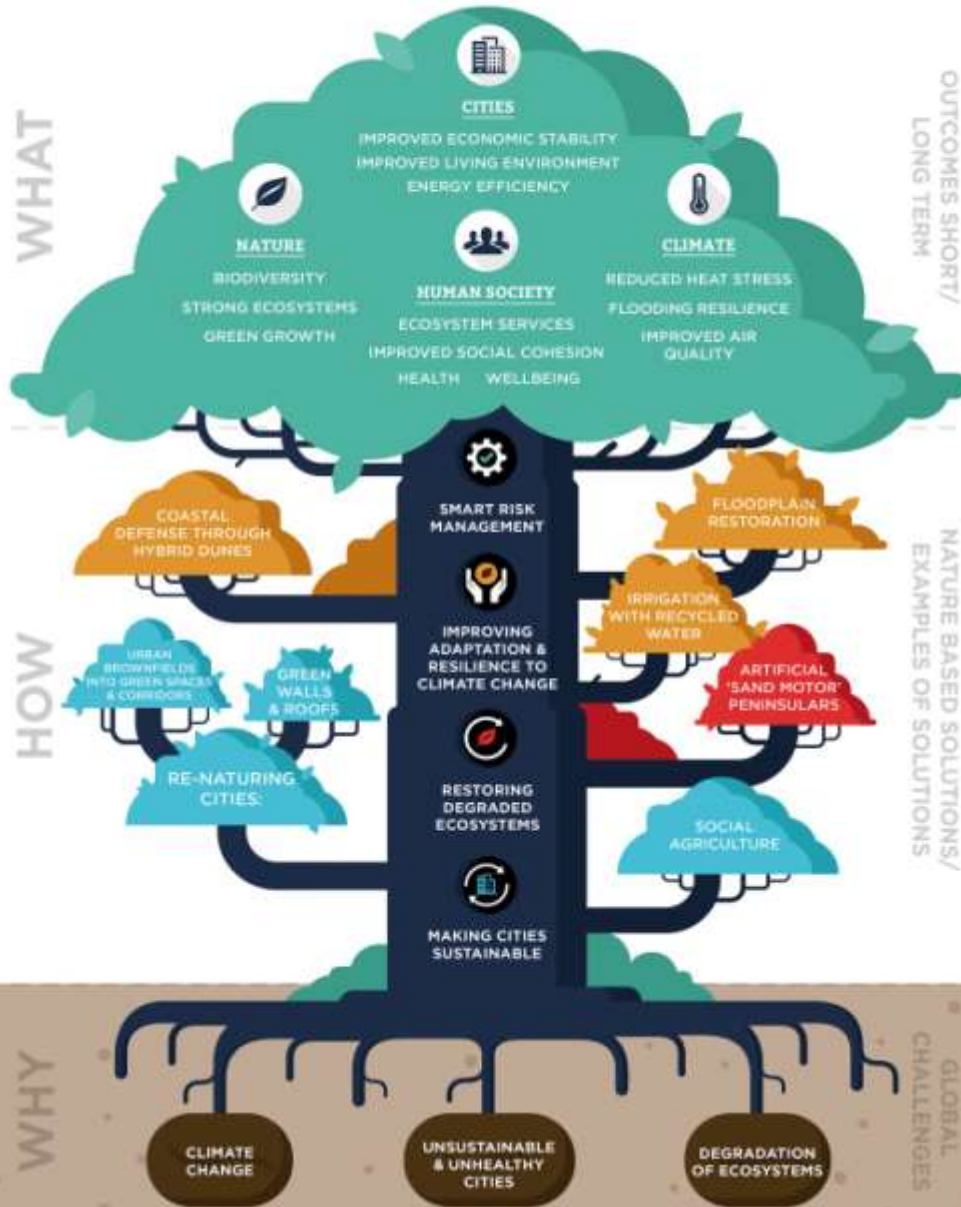 WHAT
OUTCOMES SHORT/
LONG TERM
CITIES
IMPROVED ECONOMIC STABILITY
IMPROVED LIVING ENVIRONMENT
ENERGY EFFICIENCY
NATURE
BIODIVERSITY
STRONG ECOSYSTEMS
GREEN GROWTH
HUMAN SOCIETY
ECOSYSTEM SERVICES
IMPROVED SOCIAL COHESION
HEALTH WELLBEING
CLIMATE
REDUCED HEAT STRESS
FLOODING RESILIENCE
IMPROVED AIR
QUALITY
HOW
NATURE BASED SOLUTIONS/
EXAMPLES OF SOLUTIONS
SMART RISK
MANAGEMENT
COASTAL
DEFENSE THROUGH
HYBRID DUNES
FLOODPLAIN
RESTORATION
IMPROVING
ADAPTATION &
RESILIENCE TO
CLIMATE CHANGE
IRRIGATION
WITH RECYCLED
WATER
URBAN
BROWNFIELDS
INTO GREEN SPACES
& CORRIDORS
GREEN
WALLS
& ROOFS
ARTIFICIAL
'SAND MOTOR'
PENINSULARS
RE-NATURING
CITIES:
RESTORING
DEGRADED
ECOSYSTEMS
SOCIAL
AGRICULTURE
MAKING CITIES
SUSTAINABLE
WHY
GLOBAL
CHALLENGES
CLIMATE
CHANGE
UNSUSTAINABLE
& UNHEALTHY
CITIES
DEGRADATION
OF ECOSYSTEMS